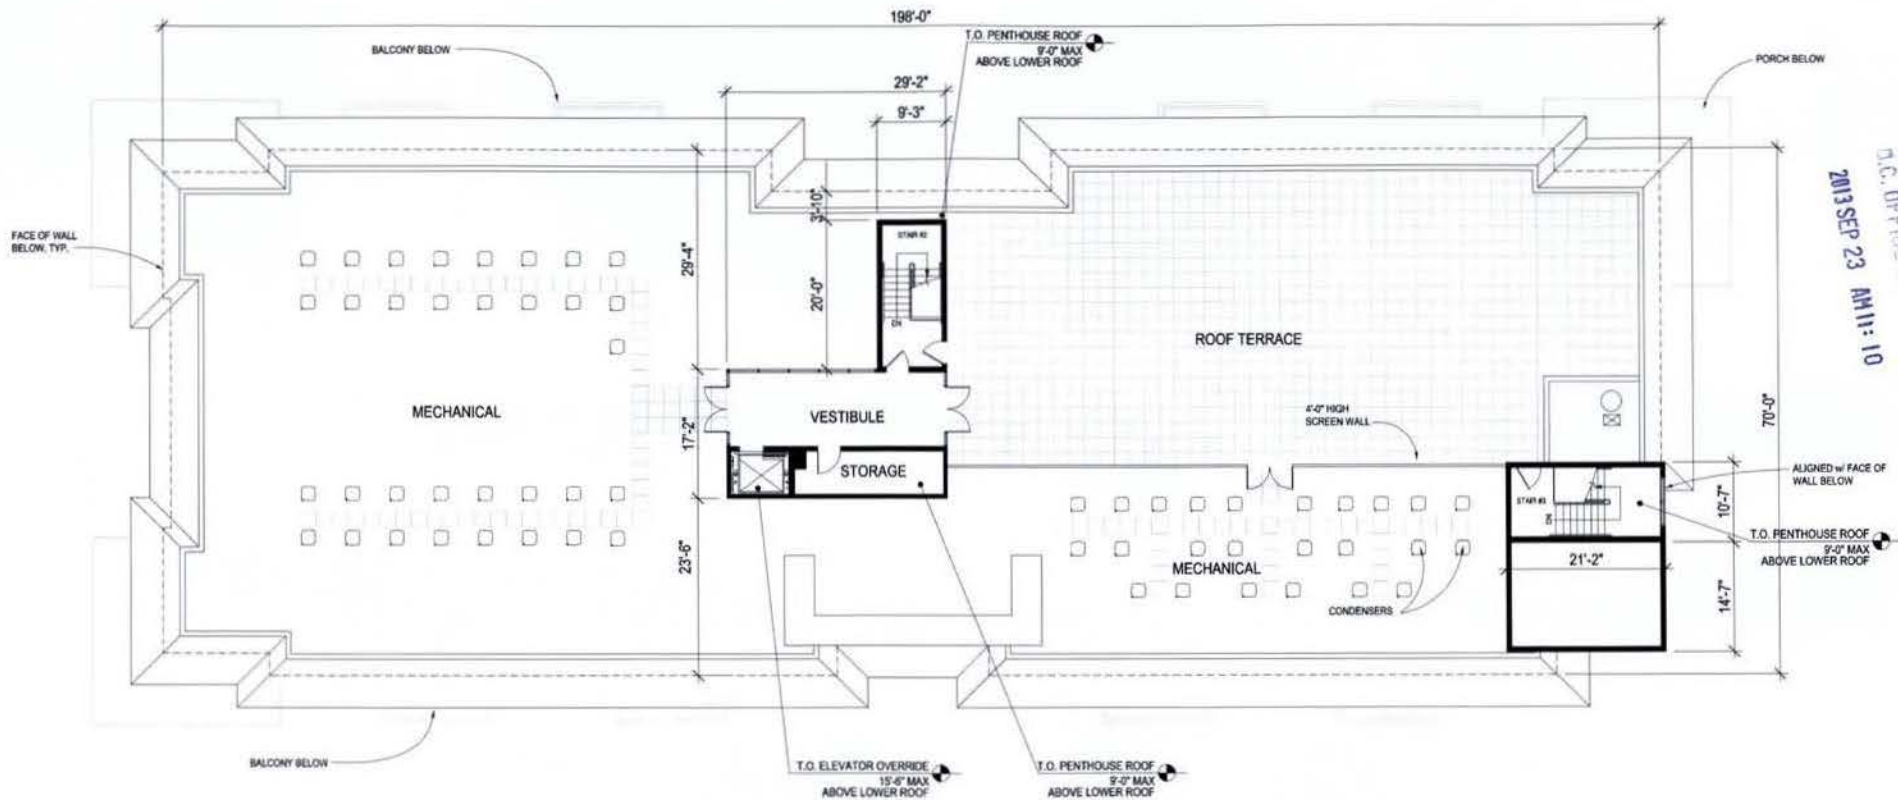 198'-0"
BALCONY BELOW
T.O. PENTHOUSE ROOF
9'-0" MAX
ABOVE LOWER ROOF
PORCH BELOW
29'-2"
9'-3"
2013 SEP 23 AM 11:10
FACE OF WALL
BELOW, TYP.
3'-10"
STAIR #2
29'-4"
20'-0"
DN
ROOF TERRACE
MECHANICAL
VESTIBULE
4'-0" HIGH
SCREEN WALL
70'-0"
17'-2"
STORAGE
ALIGNED w/ FACE OF
WALL BELOW
STAIR #3
DN
10'-7"
T.O. PENTHOUSE ROOF
9'-0" MAX
ABOVE LOWER ROOF
23'-6"
MECHANICAL
21'-2"
CONDENSERS
14'-7"
BALCONY BELOW
T.O. ELEVATOR OVERRIDE
15'-6" MAX
ABOVE LOWER ROOF
T.O. PENTHOUSE ROOF
9'-0" MAX
ABOVE LOWER ROOF